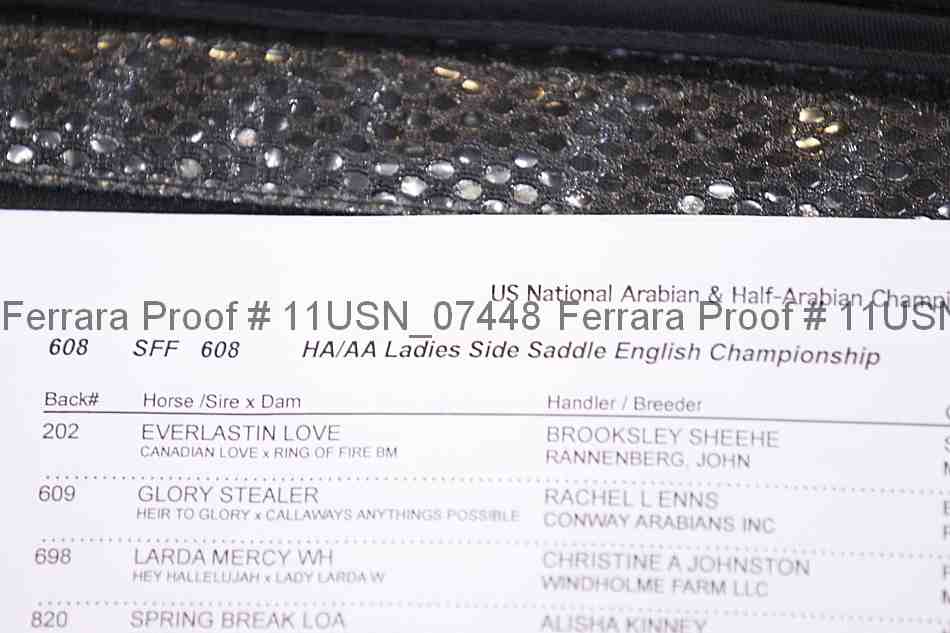 US National Arabian & Half-Arabian Champi
Ferrara Proof # 11USN_07448 Ferrara Proof # 11USN
608 SFF 608 HA/AA Ladies Side Saddle English Championship
Back# Horse /Sire x Dam Handler / Breeder
202 EVERLASTIN LOVE BROOKSLEY SHEEHE
CANADIAN LOVE x RING OF FIRE BM RANNENBERG, JOHN
609 GLORY STEALER RACHEL L ENNS
HEIR TO GLORY x CALLAWAYS ANYTHINGS POSSIBLE CONWAY ARABIANS INC
698 LARDA MERCY WH CHRISTINE A JOHNSTON
HEY HALLELUJAH x LADY LARDA W WINDHOLME FARM LLC
820 SPRING BREAK LOA ALISHA KINNEY